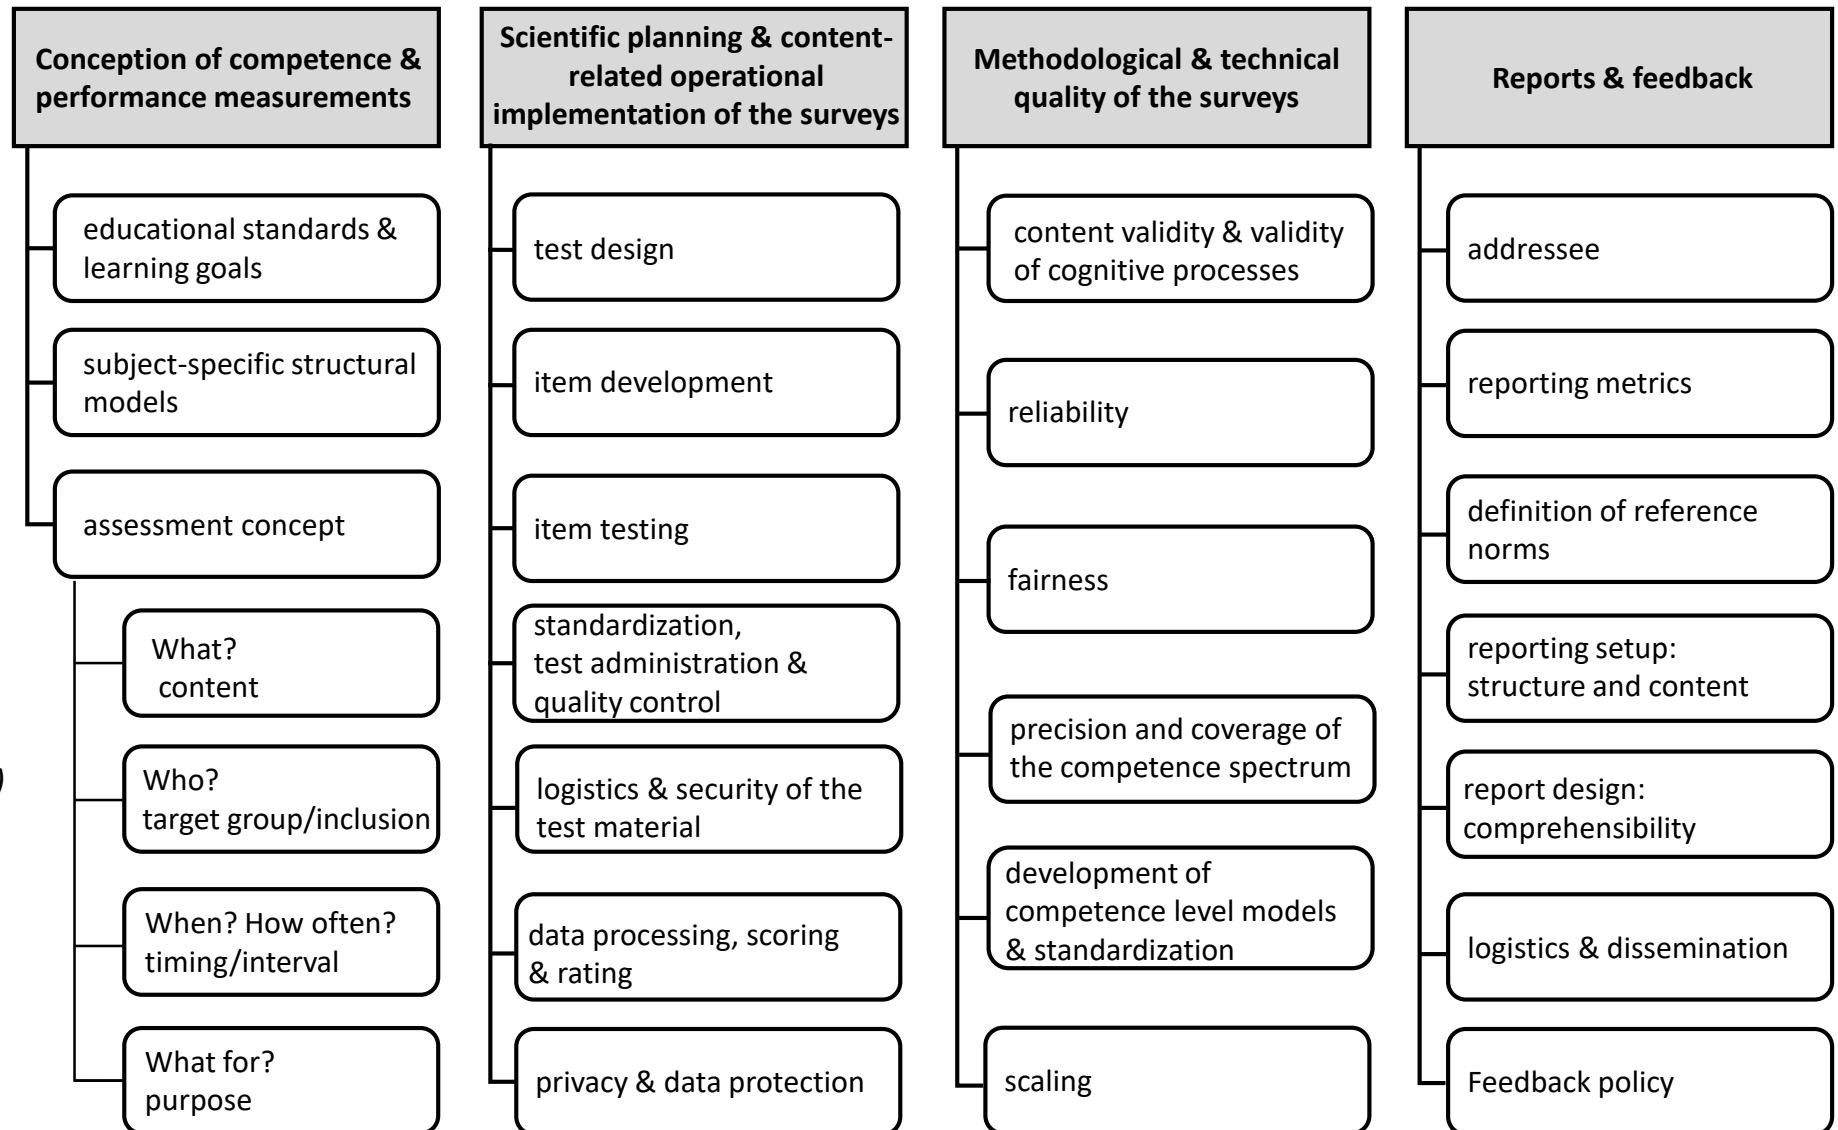 Conception of competence &
performance measurements
educational standards &
learning goals
subject-specific structural
models
assessment concept
What?
content
Who?
target group/inclusion
When? How often?
timing/interval
What for?
purpose
Scientific planning & content-
related operational
implementation of the surveys
test design
item development
item testing
standardization,
test administration &
quality control
logistics & security of the
test material
data processing, scoring
& rating
privacy & data protection
Methodological & technical
quality of the surveys
content validity & validity
of cognitive processes
reliability
fairness
precision and coverage of
the competence spectrum
development of
competence level models
& standardization
scaling
Reports & feedback
addressee
reporting metrics
definition of reference
norms
reporting setup:
structure and content
report design:
comprehensibility
logistics & dissemination
Feedback policy
)